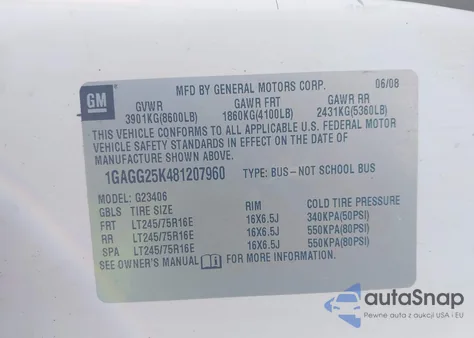 GM
MFD BY GENERAL MOTORS CORP. 06/08
GVWR GAWR FRT GAWR RR
3901KG(8600LB) 1860KG(4100LB) 2431KG(5360LB)
THIS VEHICLE CONFORMS TO ALL APPLICABLE U.S. FEDERAL MOTOR
VEHICLE SAFETY STANDARDS IN EFFECT ON THE DATE OF
MANUFACTURE SHOWN ABOVE.
1GAGG25K481207960 TYPE: BUS-NOT SCHOOL BUS
MODEL: G23406
GBLS TIRE SIZE RIM COLD TIRE PRESSURE
FRT LT245/75R16E 16X6.5J 340KPA(50PSI)
RR LT245/75R16E 16X6.5J 550KPA(80PSI)
SPA LT245/75R16E 16X6.5J 550KPA(80PSI)
SEE OWNER'S MANUAL i FOR MORE INFORMATION.
autaSnap
Pewne auta z aukcji USA i EU